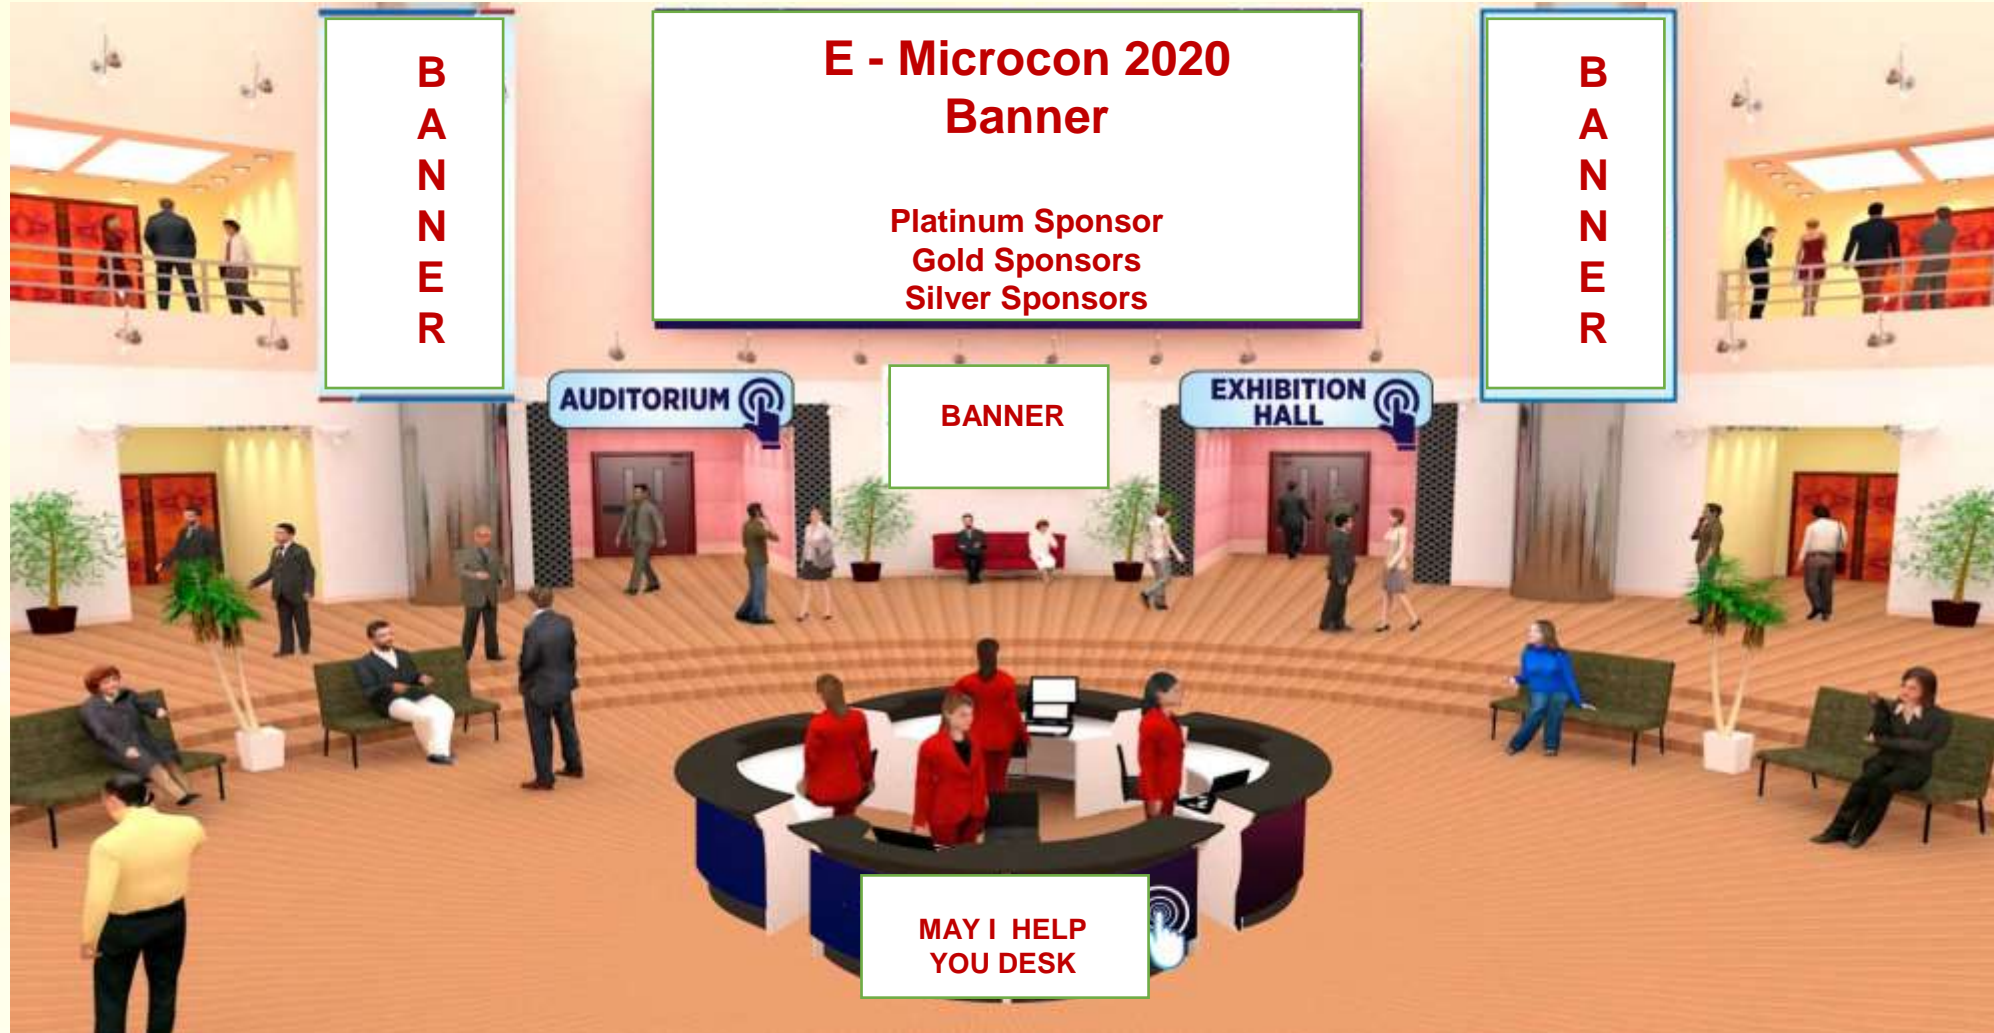 B
A
N
N
E
R
E - Microcon 2020
Banner
Platinum Sponsor
Gold Sponsors
Silver Sponsors
B
A
N
N
E
R
AUDITORIUM
BANNER
EXHIBITION
HALL
MAY I HELP
YOU DESK